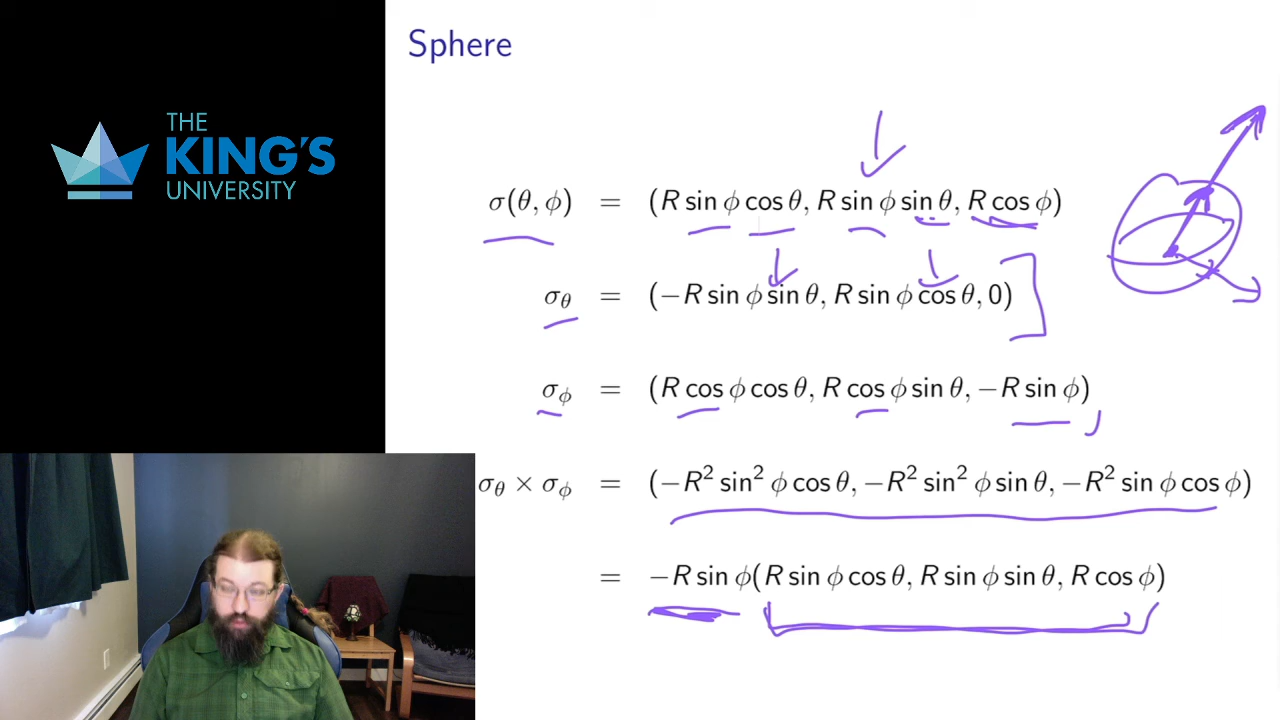 THE
KING'S
UNIVERSITY
Sphere
σ(θ, ϕ) = (R sin ϕ cos θ, R sin ϕ sin θ, R cos ϕ)
σ_θ = (−R sin ϕ sin θ, R sin ϕ cos θ, 0)
σ_ϕ = (R cos ϕ cos θ, R cos ϕ sin θ, −R sin ϕ)
σ_θ × σ_ϕ = (−R² sin² ϕ cos θ, −R² sin² ϕ sin θ, −R² sin ϕ cos ϕ)
= −R sin ϕ(R sin ϕ cos θ, R sin ϕ sin θ, R cos ϕ)